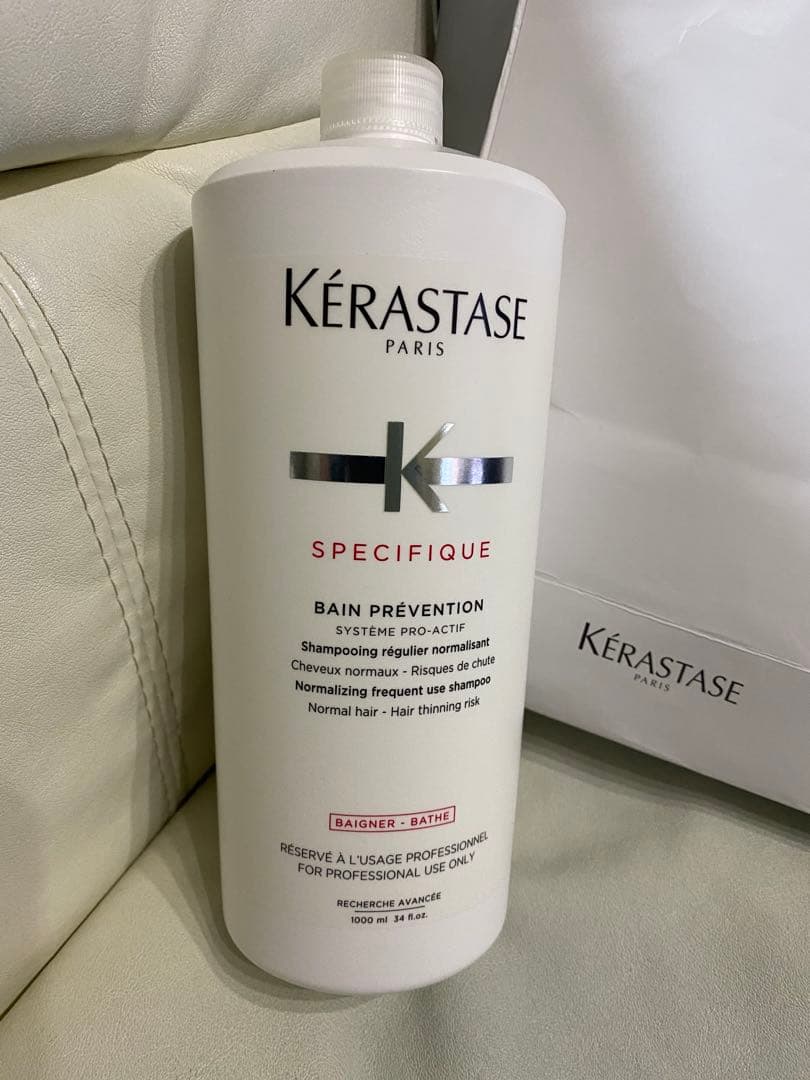 KÉRASTASE
PARIS
SPECIFIQUE
BAIN PRÉVENTION
SYSTÈME PRO-ACTIF
Shampooing régulier normalisant
Cheveux normaux - Risques de chute
Normalizing frequent use shampoo
Normal hair - Hair thinning risk
BAIGNER - BATHE
RÉSERVÉ À L'USAGE PROFESSIONNEL
FOR PROFESSIONAL USE ONLY
RECHERCHE AVANCÉE
1000 ml 34 fl.oz.
KÉRASTASE
PARIS